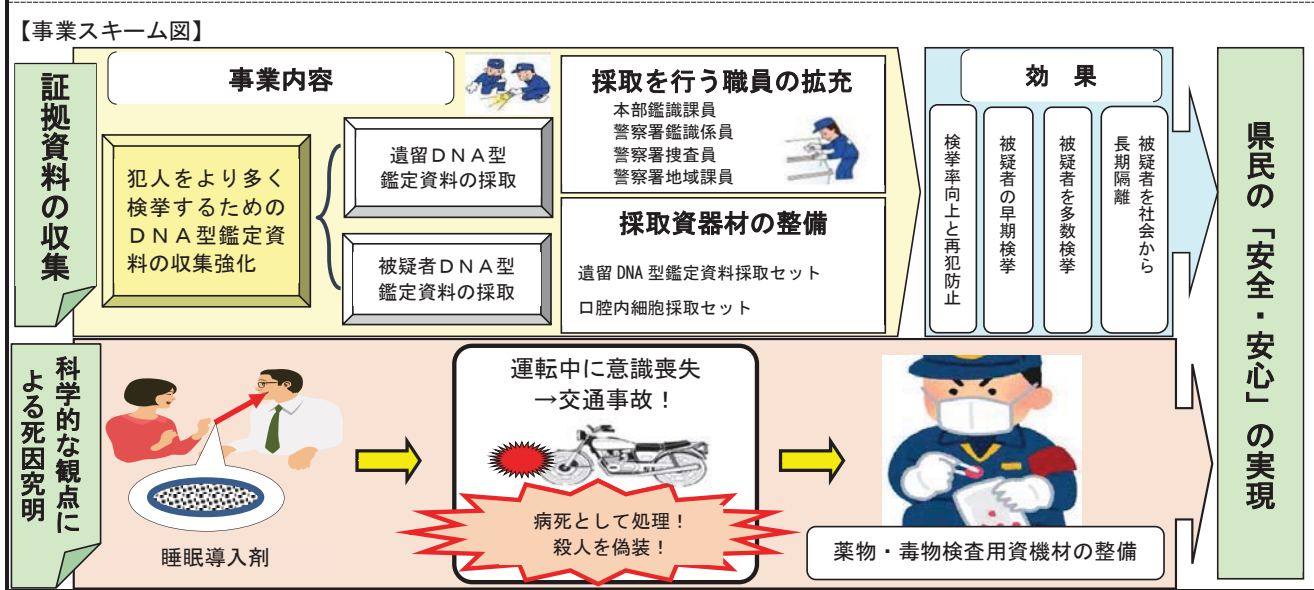 【事業スキーム図】
証拠資料の収集
事業内容
犯人をより多く
検挙するための
ＤＮＡ型鑑定資
料の収集強化
遺留ＤＮＡ型
鑑定資料の採取
被疑者ＤＮＡ型
鑑定資料の採取
採取を行う職員の拡充
本部鑑識課員
警察署鑑識係員
警察署捜査員
警察署地域課員
採取資器材の整備
遺留 DNA 型鑑定資料採取セット
口腔内細胞採取セット
効　果
検挙率向上と再犯防止
被疑者の早期検挙
被疑者を多数検挙
被疑者を社会から
長期隔離
県民の「安全・安心」の実現
科学的な観点に
よる死因究明
睡眠導入剤
運転中に意識喪失
→交通事故！
病死として処理！
殺人を偽装！
薬物・毒物検査用資機材の整備